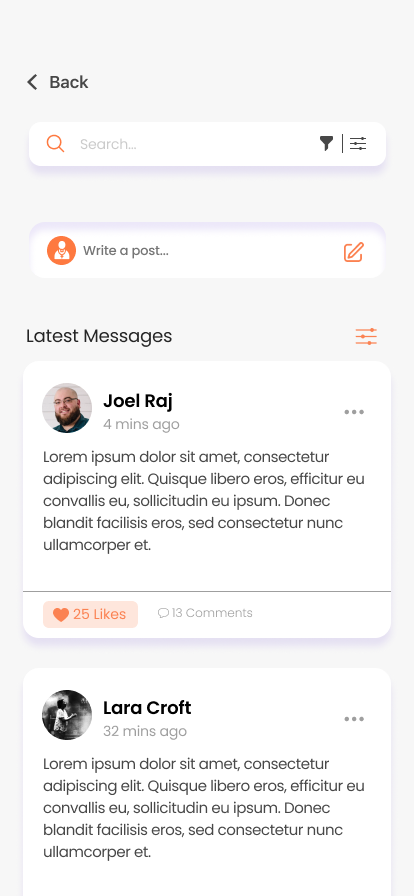 Back
Search...
Write a post...
Latest Messages
Joel Raj
4 mins ago
Lorem ipsum dolor sit amet, consectetur
adipiscing elit. Quisque libero eros, efficitur eu
convallis eu, sollicitudin eu ipsum. Donec
blandit facilisis eros, sed consectetur nunc
ullamcorper et.
25 Likes
13 Comments
Lara Croft
32 mins ago
Lorem ipsum dolor sit amet, consectetur
adipiscing elit. Quisque libero eros, efficitur eu
convallis eu, sollicitudin eu ipsum. Donec
blandit facilisis eros, sed consectetur nunc
ullamcorper et.